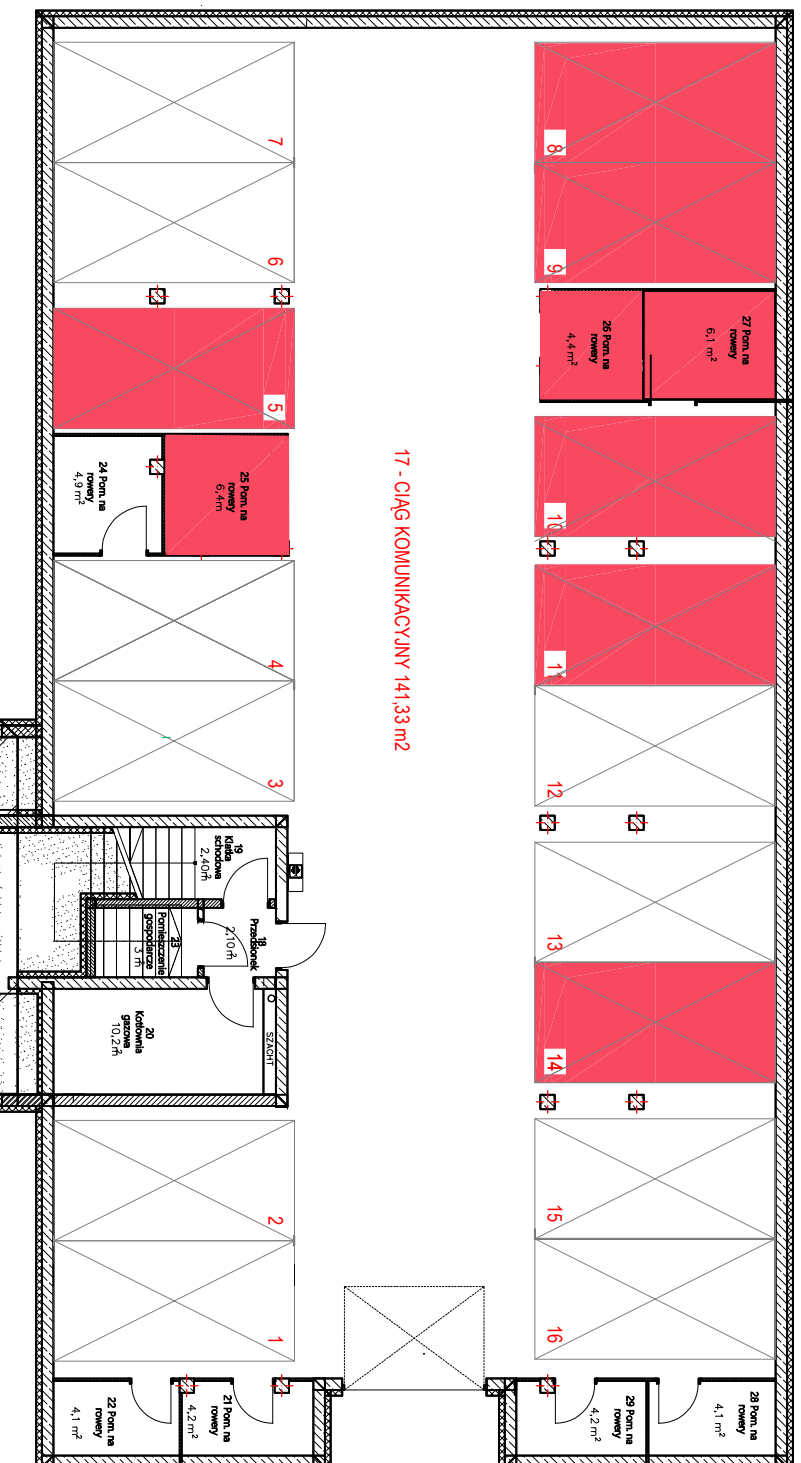 7
6
5
24 Pom. na
rowery
4,9 m²
25 Pom. na
rowery
6,4m
4
3
19
Klatka
schodowa
2,40m²
18
Przedsionek
2,10m²
23
Pomieszczenie
gospodarcze
3 m²
20
Kotłownia
gazowa
10,2m²
SZACHT
2
1
22 Pom. na
rowery
4,1 m²
21 Pom. na
rowery
4,2 m²
17 - CIĄG KOMUNIKACYJNY 141,33 m2
8
9
26 Pom. na
rowery
4,4 m²
27 Pom. na
rowery
6,1 m²
10
11
12
13
14
15
16
29 Pom. na
rowery
4,2 m²
28 Pom. na
rowery
4,1 m²